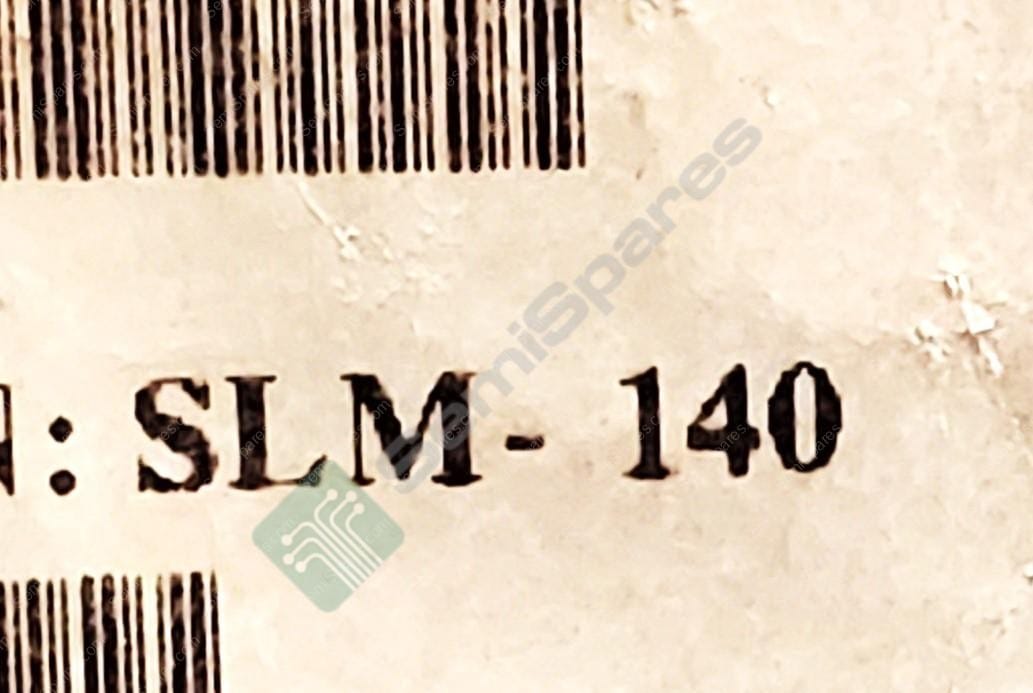 N: SLM- 140
SemiSpares